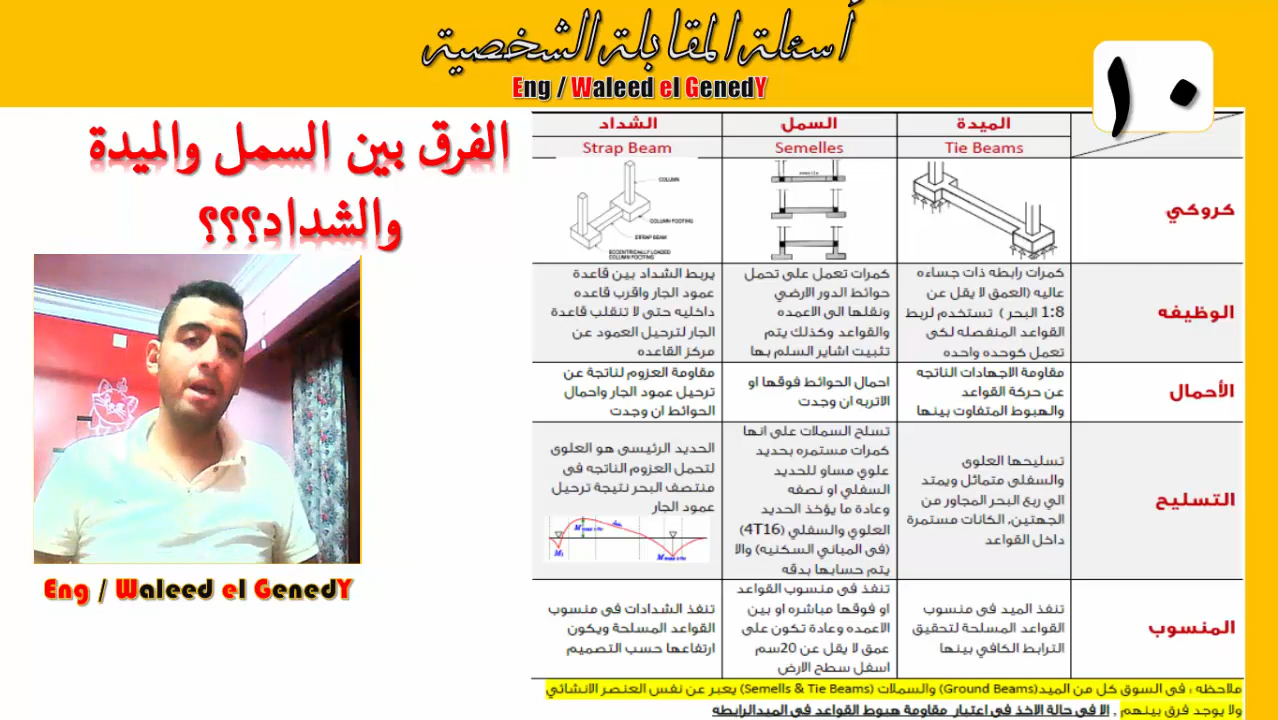 أسئلة المقابلة الشخصية
Eng / Waleed el GenedY
١٠
الفرق بين السمل والميدة
والشداد؟؟؟
Eng / Waleed el GenedY
الميدة
السمل
الشداد
Tie Beams
Semelles
Strap Beam
كروكي
COLUMN
COLUMN FOOTING
STRAP BEAM
ECCENTRICALLY LOADED
COLUMN FOOTING
الوظيفه
كمرات رابطه ذات جساءه
عاليه (العمق لا يقل عن
1:8 البحر ) تستخدم لربط
القواعد المنفصله لكى
تعمل كوحده واحده
كمرات تعمل على تحمل
حوائط الدور الارضي
ونقلها الى الاعمده
والقواعد وكذلك يتم
تثبيت اشاير السلم بها
يربط الشداد بين قاعدة
عمود الجار واقرب قاعده
داخليه حتى لا تنقلب قاعدة
الجار لترحيل العمود عن
مركز القاعده
الأحمال
مقاومة الاجهادات الناتجه
عن حركة القواعد
والهبوط المتفاوت بينها
احمال الحوائط فوقها او
الاتربه ان وجدت
مقاومة العزوم لناتجة عن
ترحيل عمود الجار واحمال
الحوائط ان وجدت
التسليح
تسليحها العلوى
والسفلي متماثل ويمتد
الي ربع البحر المجاور من
الجهتين, الكانات مستمرة
داخل القواعد
تسلح السملات على انها
كمرات مستمره بحديد
علوي مساو للحديد
السفلي او نصفه
وعادة ما يؤخذ الحديد
العلوي والسفلي (4T16)
(فى المباني السكنيه) والا
يتم حسابها بدقه
الحديد الرئيسى هو العلوى
لتحمل العزوم الناتجه فى
منتصف البحر نتيجة ترحيل
عمود الجار
المنسوب
تنفذ الميد فى منسوب
القواعد المسلحة لتحقيق
الترابط الكافي بينها
تنفذ فى منسوب القواعد
او فوقها مباشره او بين
الاعمده وعادة تكون على
عمق لا يقل عن 20سم
اسفل سطح الارض
تنفذ الشدادات فى منسوب
القواعد المسلحة ويكون
ارتفاعها حسب التصميم
ملاحظه : فى السوق كل من الميد(Ground Beams) والسملات (Semells & Tie Beams) يعبر عن نفس العنصر الانشائي
ولا يوجد فرق بينهم , الا فى حالة الاخذ فى اعتبار مقاومة هبوط القواعد فى الميدالرابطه